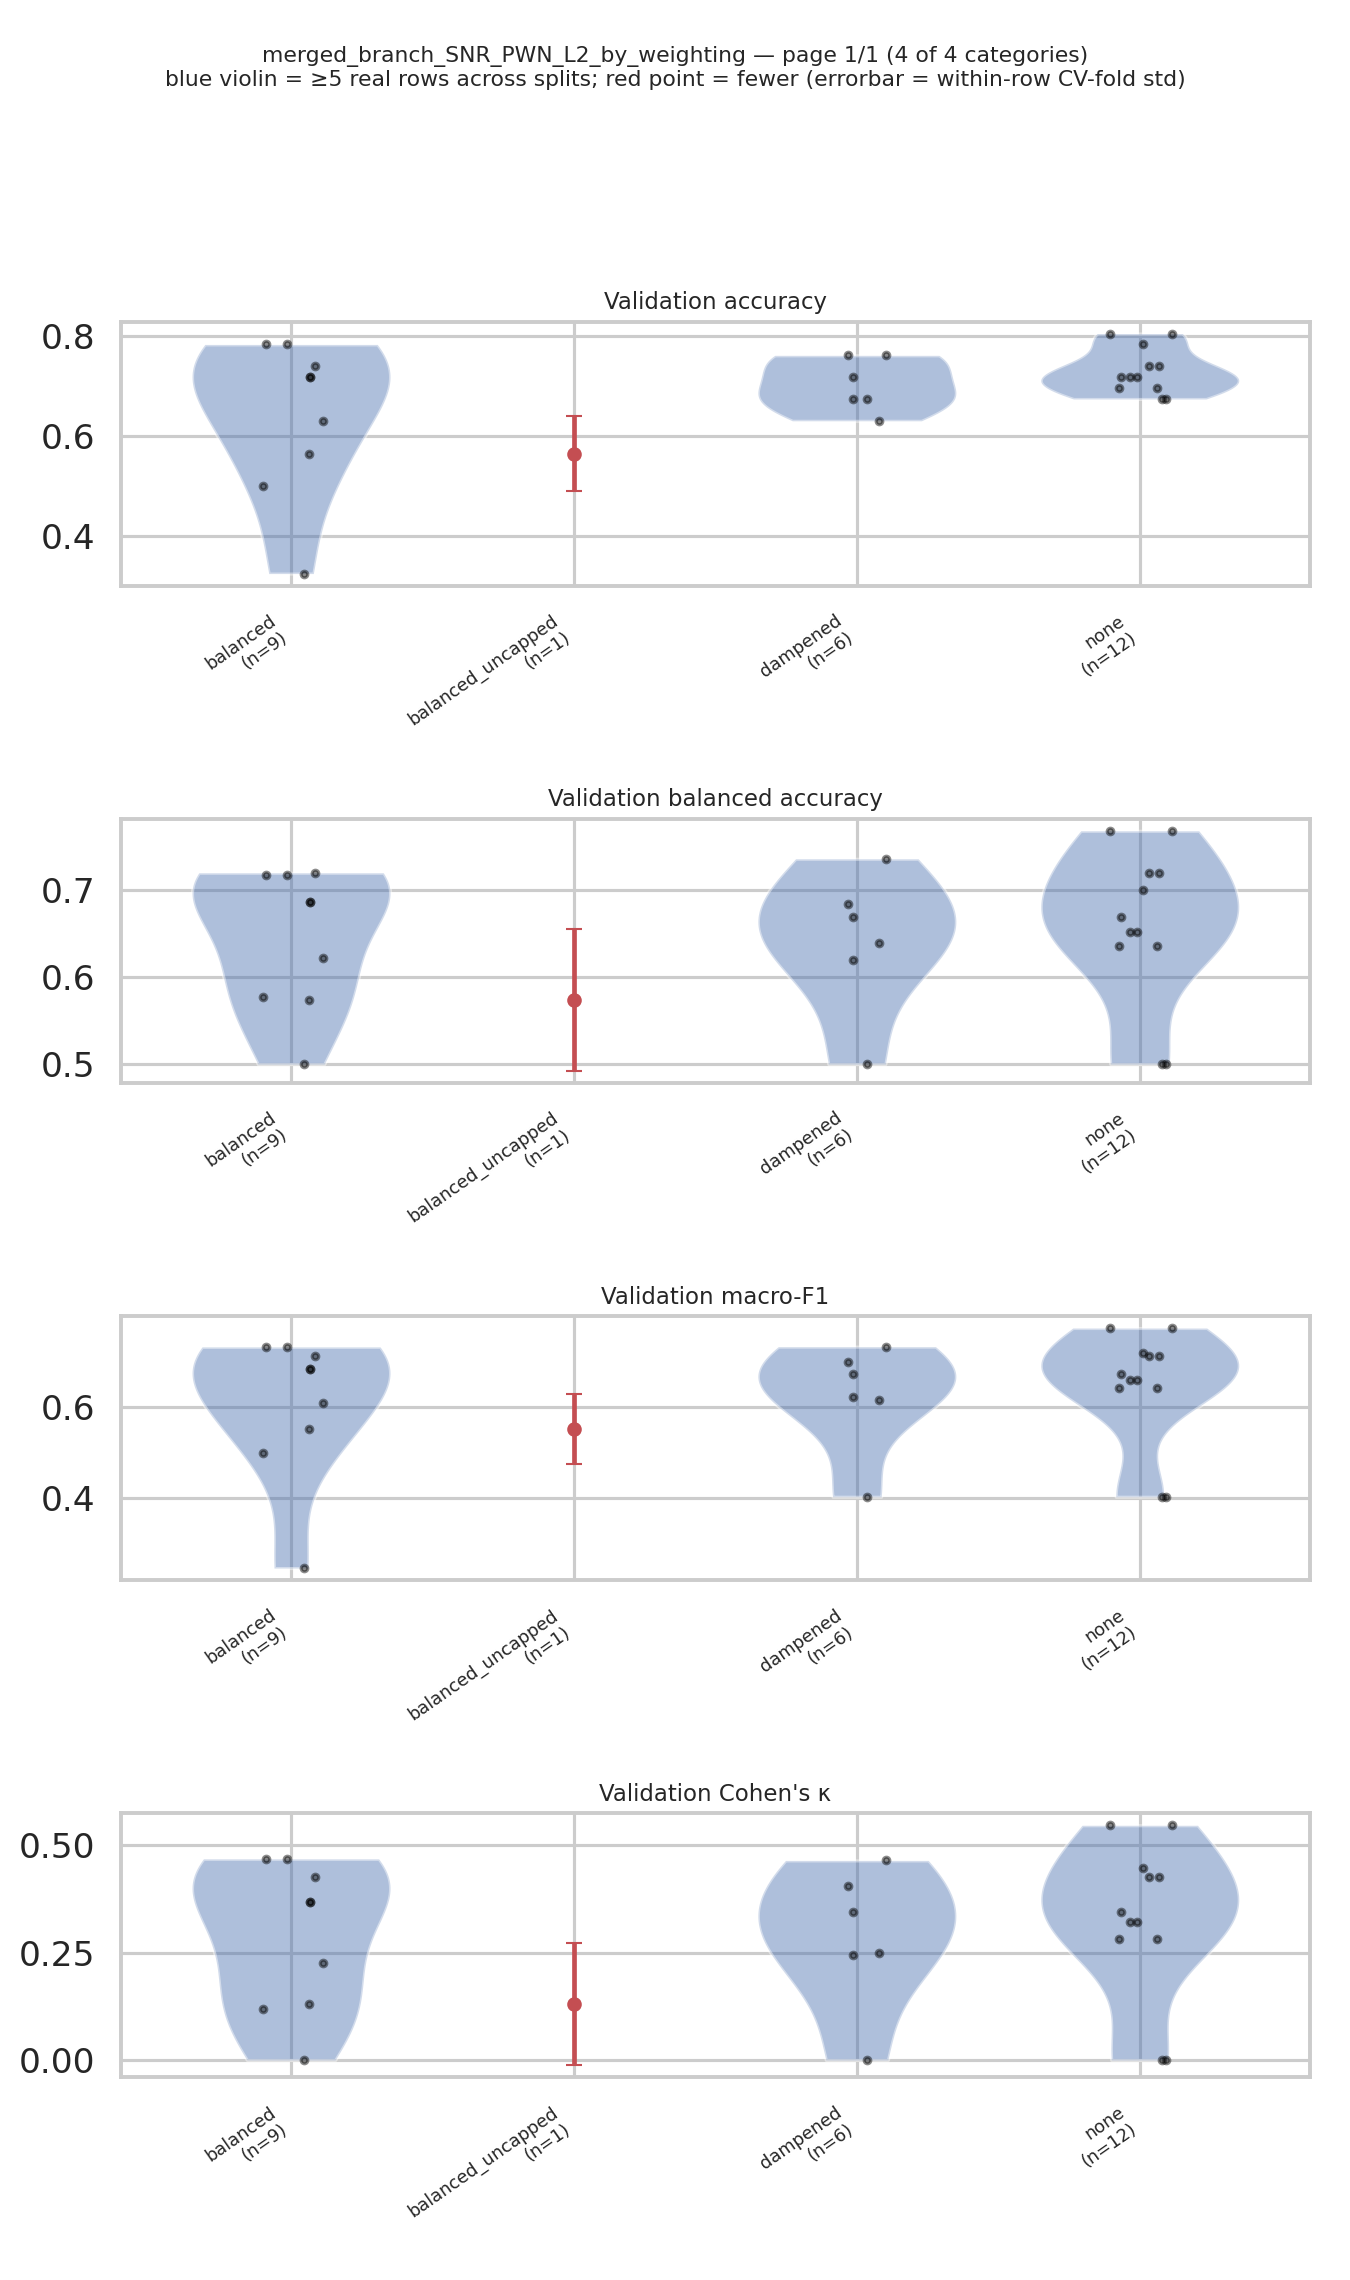 merged_branch_SNR_PWN_L2_by_weighting — page 1/1 (4 of 4 categories)
blue violin = ≥5 real rows across splits; red point = fewer (errorbar = within-row CV-fold std)
Validation accuracy
0.8
0.6
0.4
balanced
(n=9)
balanced_uncapped
(n=1)
dampened
(n=6)
none
(n=12)
Validation balanced accuracy
0.7
0.6
0.5
balanced
(n=9)
balanced_uncapped
(n=1)
dampened
(n=6)
none
(n=12)
Validation macro-F1
0.6
0.4
balanced
(n=9)
balanced_uncapped
(n=1)
dampened
(n=6)
none
(n=12)
Validation Cohen's κ
0.50
0.25
0.00
balanced
(n=9)
balanced_uncapped
(n=1)
dampened
(n=6)
none
(n=12)